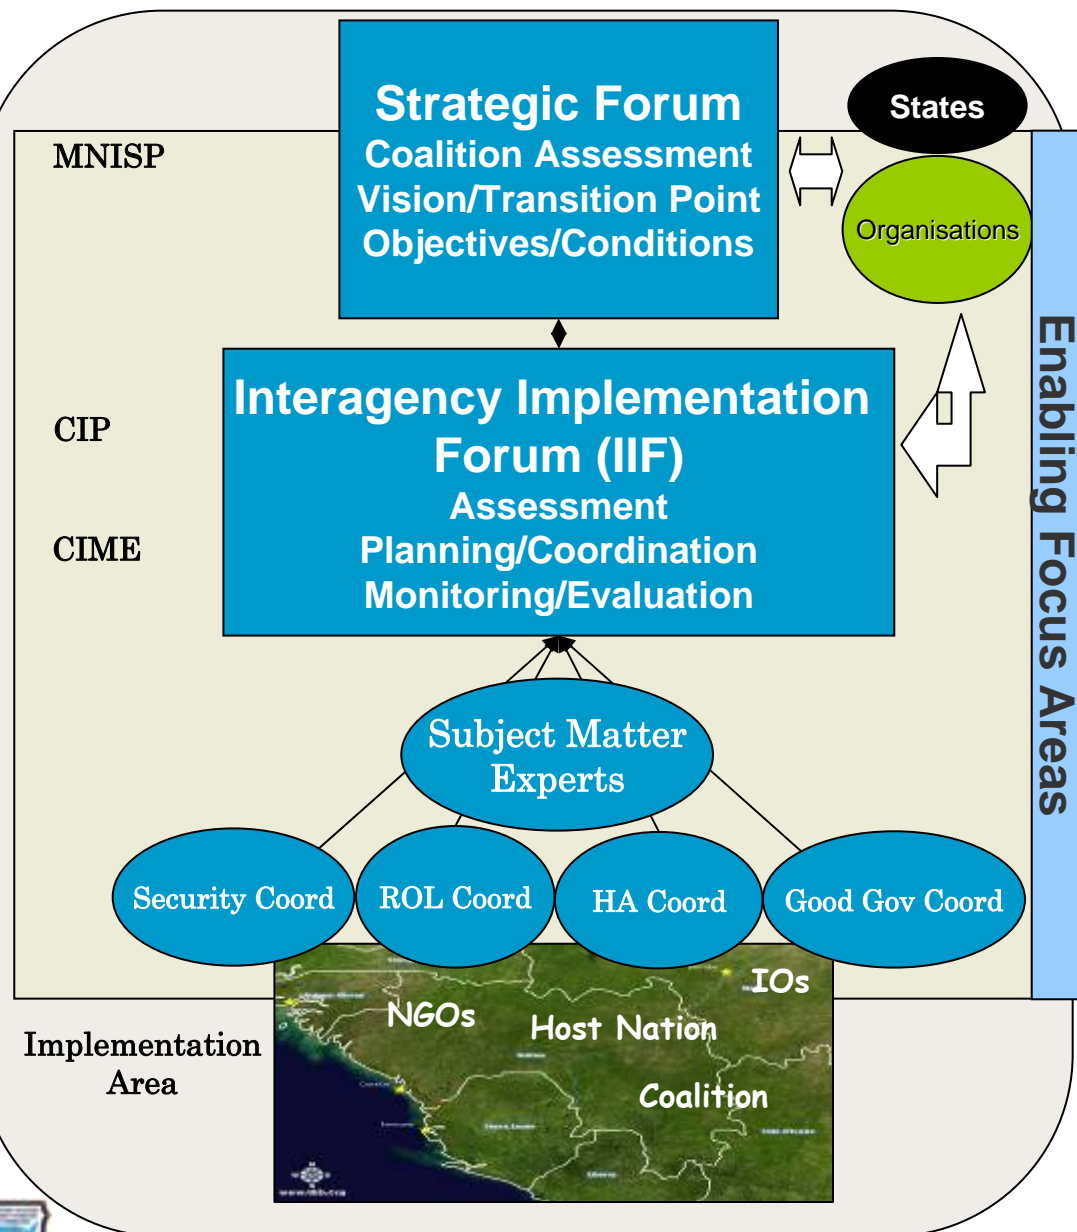 Strategic Forum
Coalition Assessment
Vision/Transition Point
Objectives/Conditions
States
Organisations
MNISP
Interagency Implementation
Forum (IIF)
Assessment
Planning/Coordination
Monitoring/Evaluation
CIP
CIME
Enabling Focus Areas
Subject Matter
Experts
Security Coord
ROL Coord
HA Coord
Good Gov Coord
IOs
NGOs
Host Nation
Coalition
Implementation
Area